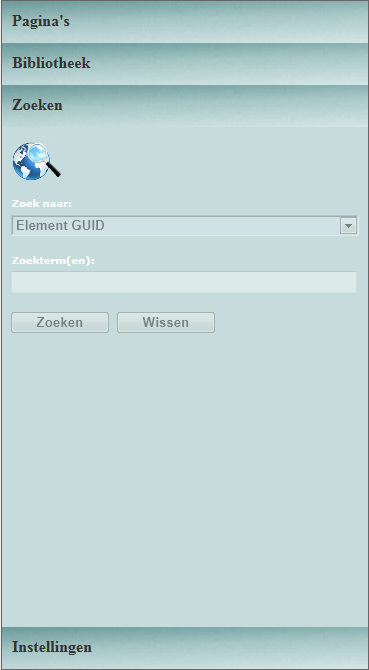 Pagina's
Bibliotheek
Zoeken
Zoek naar:
Element GUID
Zoekterm(en):
Zoeken Wissen
Instellingen